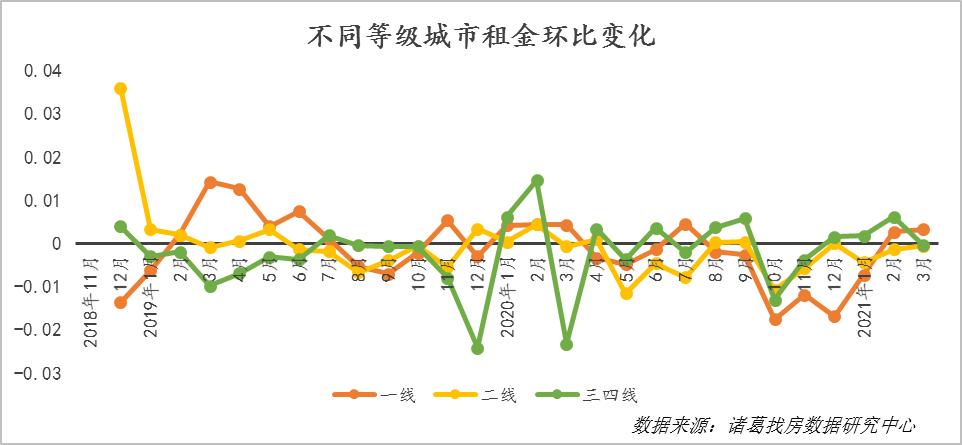 不同等级城市租金环比变化
0.04
0.03
0.02
0.01
0
-0.01
-0.02
-0.03
2018年11月
12月
2019年1月
2月
3月
4月
5月
6月
7月
8月
9月
10月
11月
12月
2020年1月
2月
3月
4月
5月
6月
7月
8月
9月
10月
11月
12月
2021年1月
2月
3月
一线 二线 三四线
数据来源：诸葛找房数据研究中心